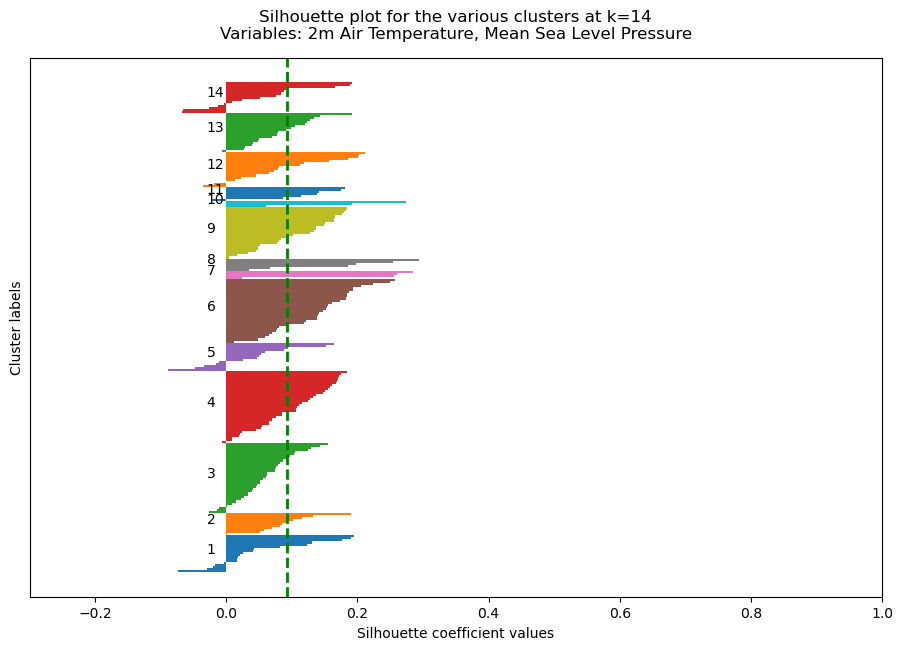 Silhouette plot for the various clusters at k=14
Variables: 2m Air Temperature, Mean Sea Level Pressure
Cluster labels
14
13
12
11
10
9
8
7
6
5
4
3
2
1
−0.2 0.0 0.2 0.4 0.6 0.8 1.0
Silhouette coefficient values